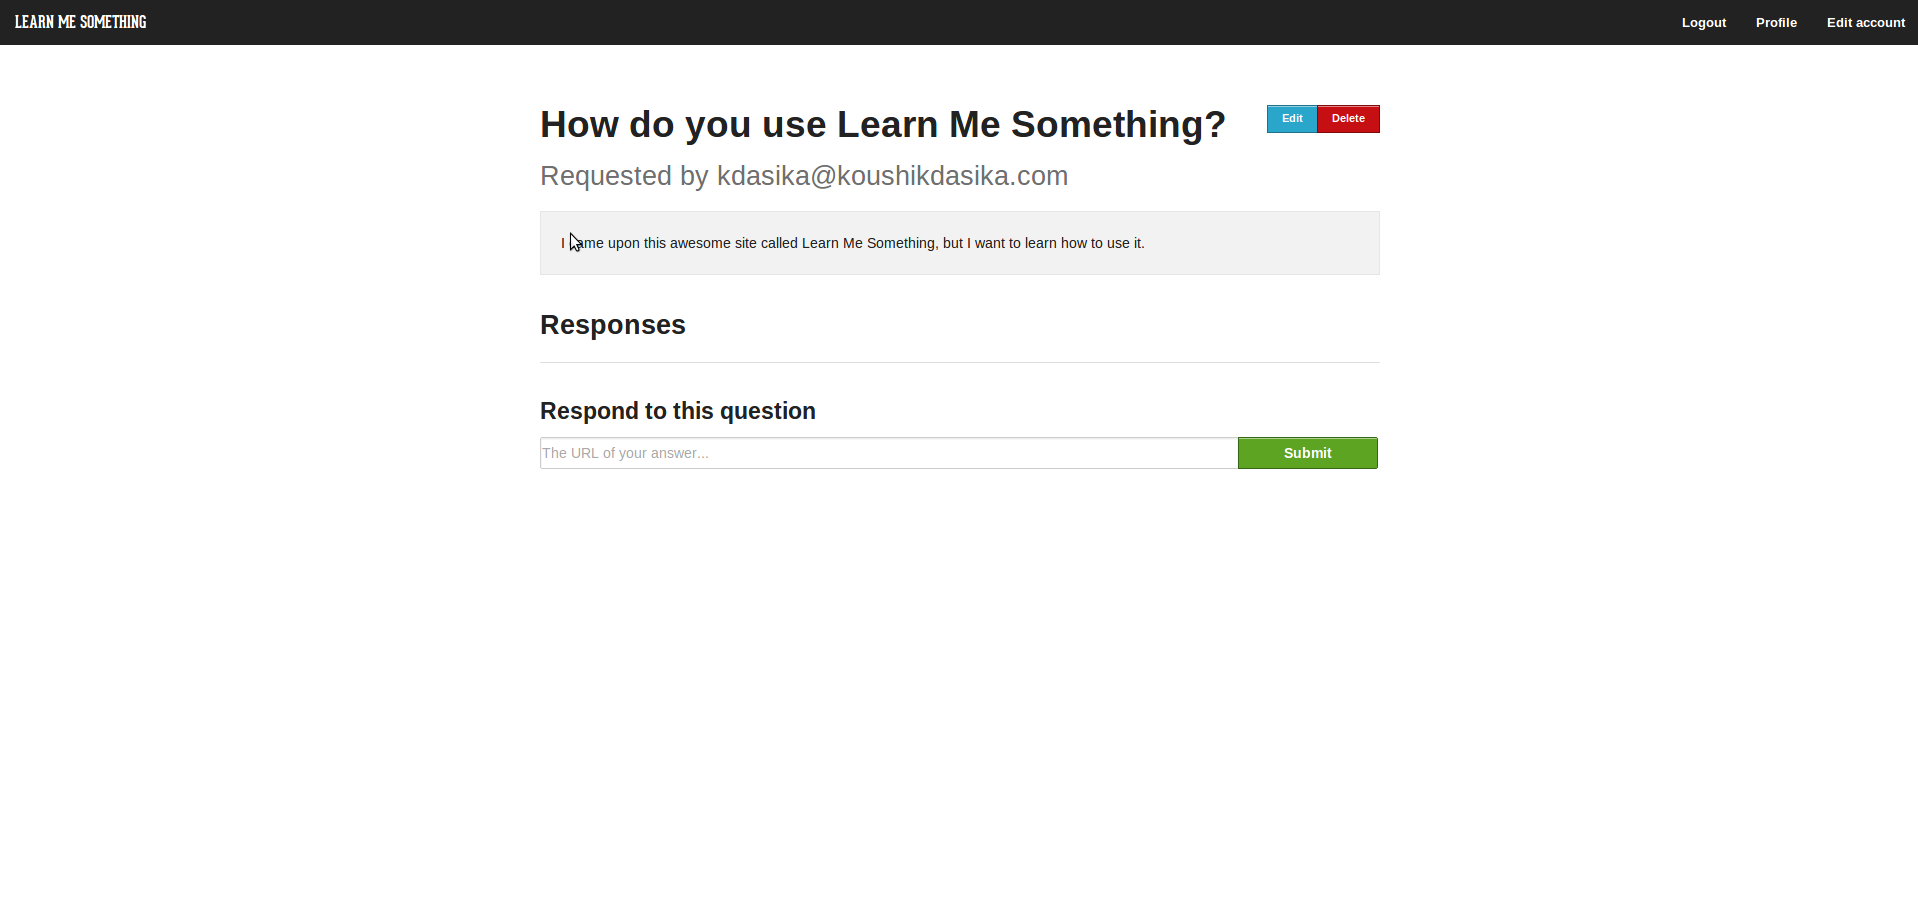 LEARN ME SOMETHING
Logout Profile Edit account
How do you use Learn Me Something?
Edit Delete
Requested by kdasika@koushikdasika.com
I me upon this awesome site called Learn Me Something, but I want to learn how to use it.
Responses
Respond to this question
The URL of your answer...
Submit